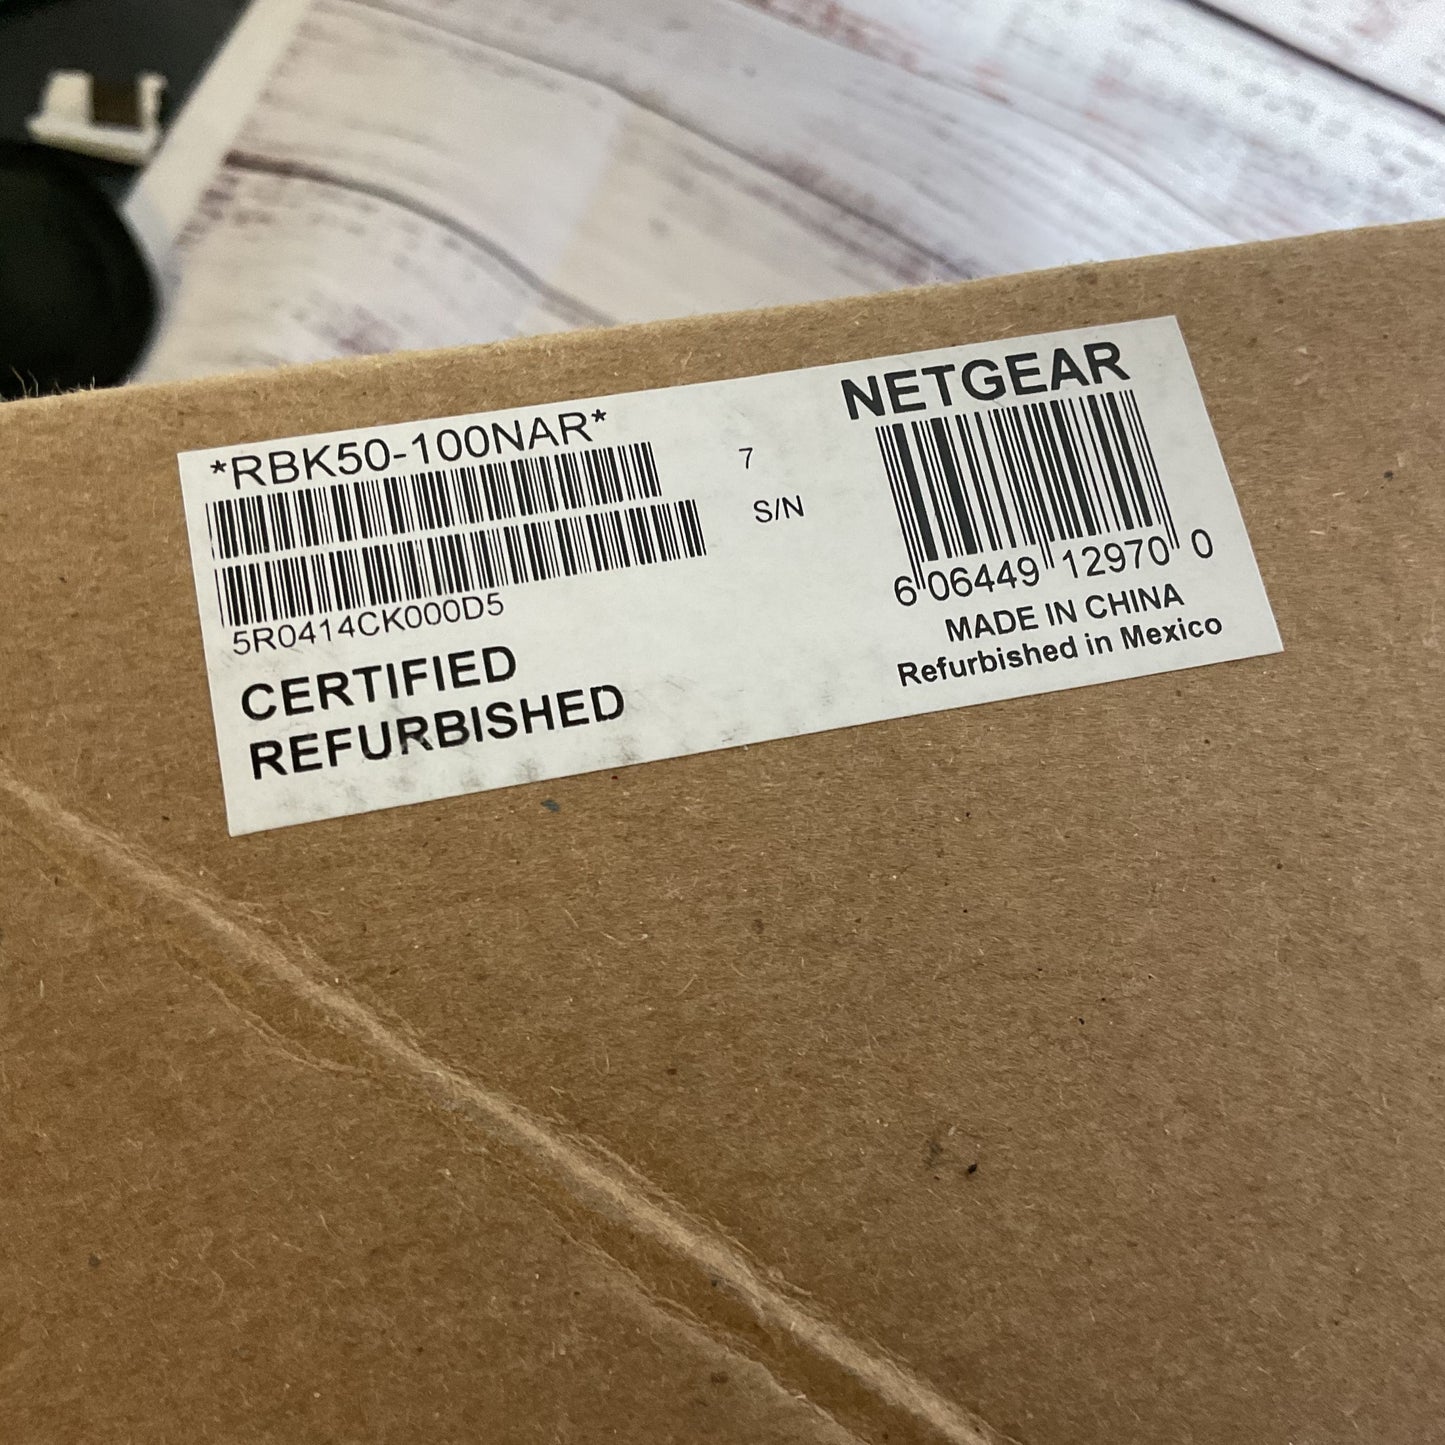 *RBK50-100NAR*
7
S/N
5R0414CK000D5
CERTIFIED
REFURBISHED
NETGEAR
6 06449 12970 0
MADE IN CHINA
Refurbished in Mexico